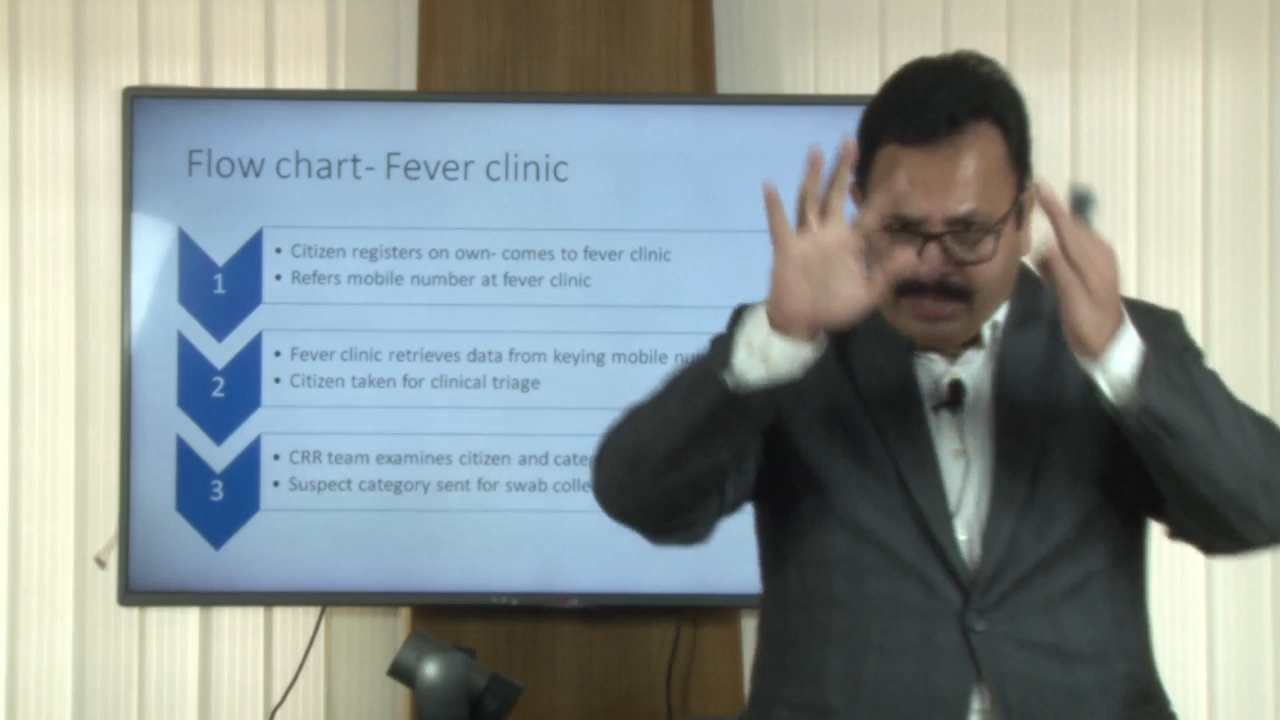 Flow chart- Fever clinic
1
• Citizen registers on own- comes to fever clinic
• Refers mobile number at fever clinic
2
• Fever clinic retrieves data from keying mobile
• Citizen taken for clinical triage
3
• CRR team examines citizen and
• Suspect category sent for swab